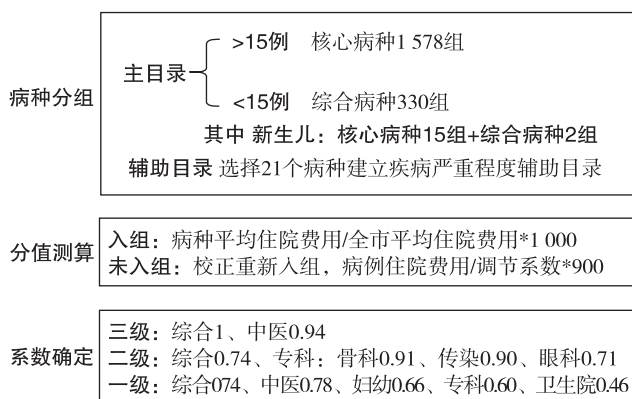 病种分组
主目录
>15例 核心病种1 578组
<15例 综合病种330组
其中 新生儿：核心病种15组+综合病种2组
辅助目录 选择21个病种建立疾病严重程度辅助目录
分值测算
入组：病种平均住院费用/全市平均住院费用*1 000
未入组：校正重新入组，病例住院费用/调节系数*900
系数确定
三级：综合1、中医0.94
二级：综合0.74、专科：骨科0.91、传染0.90、眼科0.71
一级：综合074、中医0.78、妇幼0.66、专科0.60、卫生院0.46